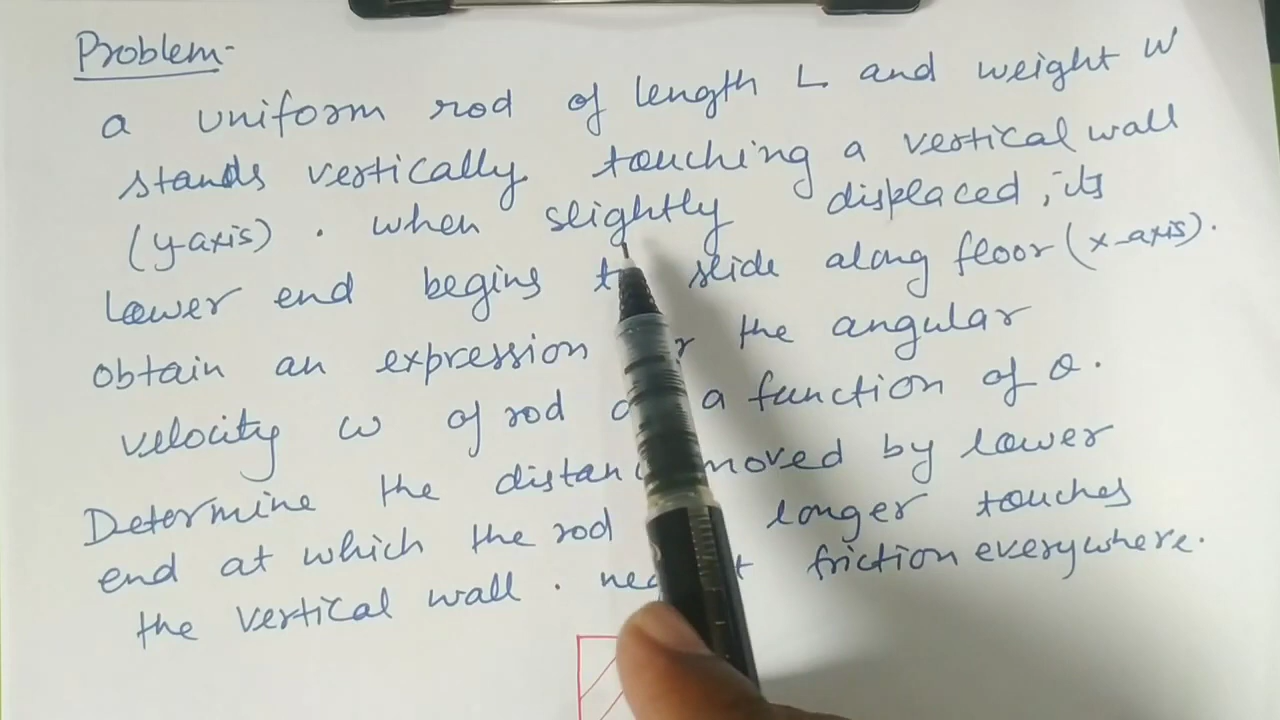 Problem-
a uniform rod of length L and weight W
stands vertically touching a vertical wall
(y-axis). when slightly displaced, its
lower end begins slide along floor (x-axis).
obtain an expression the angular
velocity ω of rod a function of θ.
Determine the moved by lower
end at which the rod longer touches
the vertical wall. friction everywhere.